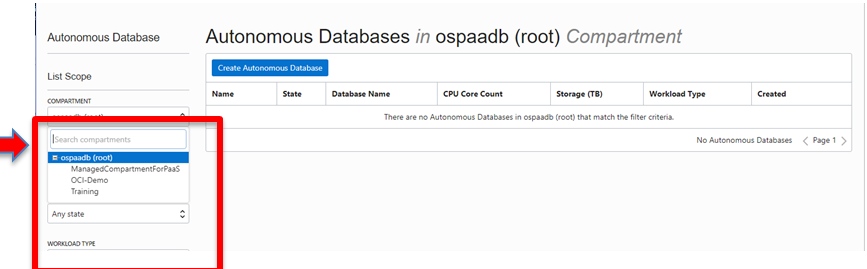 Autonomous Database
List Scope
COMPARTMENT
ospaadb (root)
Search compartments
ospaadb (root)
ManagedCompartmentForPaaS
OCI-Demo
Training
Any state
WORKLOAD TYPE
Autonomous Databases in ospaadb (root) Compartment
Create Autonomous Database
Name State Database Name CPU Core Count Storage (TB) Workload Type Created
There are no Autonomous Databases in ospaadb (root) that match the filter criteria.
No Autonomous Databases Page 1